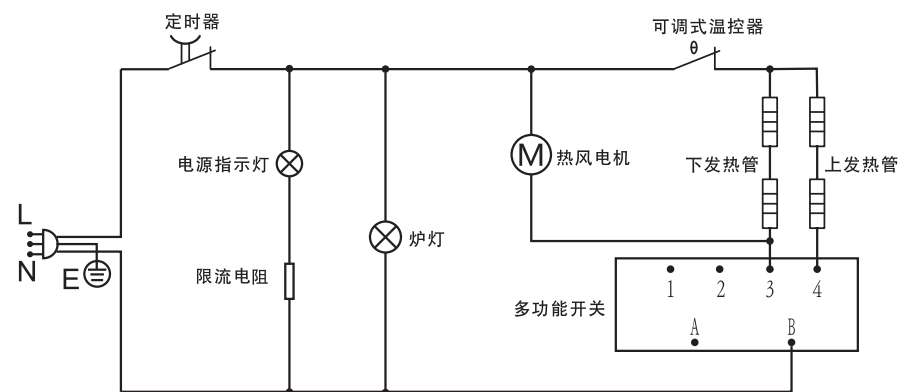 定时器
可调式温控器
θ
电源指示灯
M 热风电机
下发热管
上发热管
L
炉灯
N
E
限流电阻
1 2 3 4
多功能开关
A B